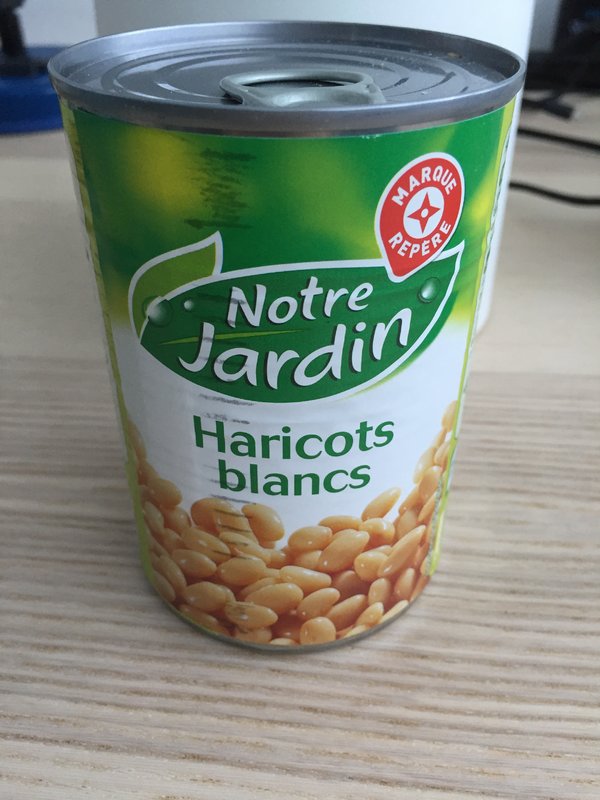 MARQUE
REPÈRE
Notre
Jardin
Haricots
blancs